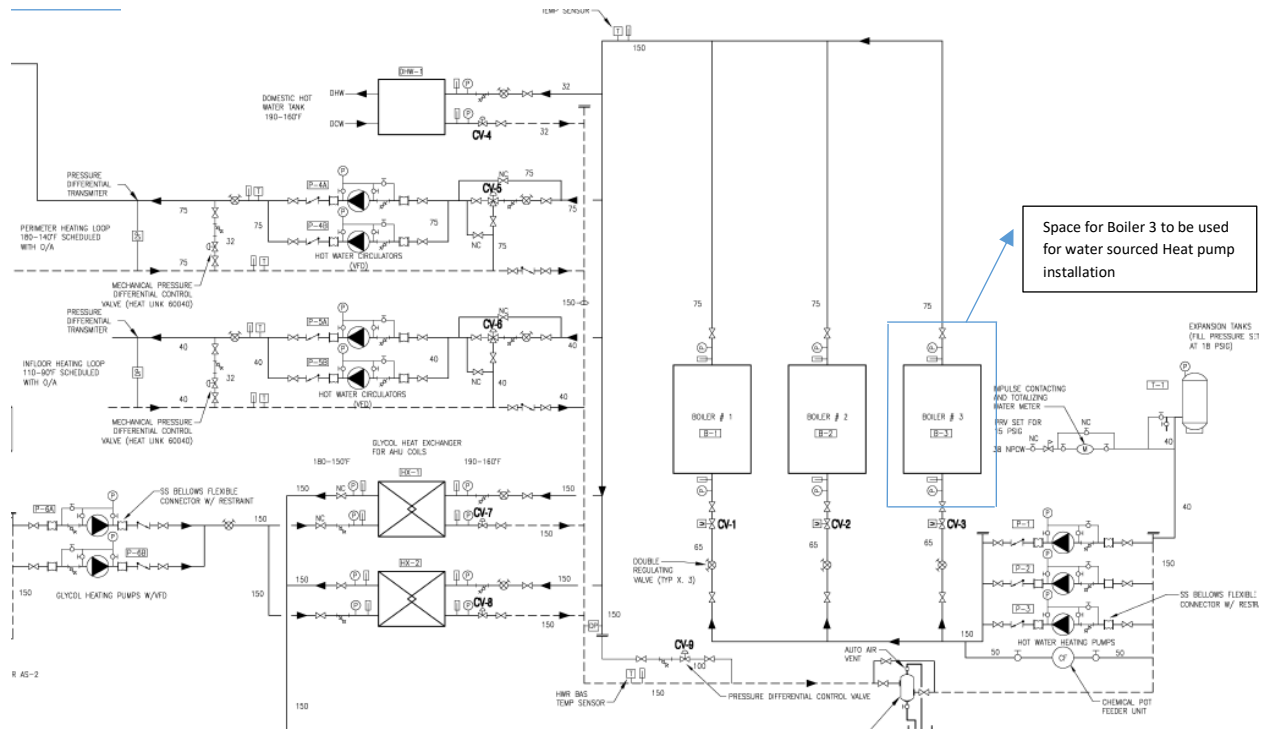 TEMP SENSOR
T
150
DHW-1
P
DOMESTIC HOT
WATER TANK
190-160°F
DHW
DCW
32
P
CV-4
32
150
PRESSURE
DIFFERENTIAL
TRANSMITER
P
P-4A
NC
75
CV-5
T
75
75
75
P-4B
75
75
PERIMETER HEATING LOOP
180-140°F SCHEDULED
WITH O/A
32
NC
75
HOT WATER CIRCULATORS
(VFD)
75
T
MECHANICAL PRESSURE
DIFFERENTIAL CONTROL
VALVE (HEAT LINK 60040)
150
PRESSURE
DIFFERENTIAL
TRANSMITTER
P
P-5A
NC
CV-6
T
40
40
40
40
P-5B
INFLOOR HEATING LOOP
110-90°F SCHEDULED
WITH O/A
32
NC
40
HOT WATER CIRCULATORS
(VFD)
40
T
MECHANICAL PRESSURE
DIFFERENTIAL CONTROL
VALVE (HEAT LINK 60040)
75
75
75
Space for Boiler 3 to be used
for water sourced Heat pump
installation
BOILER # 1
B-1
BOILER # 2
B-2
BOILER # 3
B-3
EXPANSION TANKS
(FILL PRESSURE S
AT 18 PSIG)
P
T-1
IMPULSE CONTACTING
AND TOTALIZING
WATER METER
PRV SET FOR
15 PSIG
NC
NC
38 NPCW
M
40
40
GLYCOL HEAT EXCHANGER
FOR AHU COILS
180-150°F
HX-1
190-160°F
150
NC
P
P
150
NC
P
CV-7
150
150
HX-2
150
P
P
150
150
P
CV-8
150
150
DP
SS BELLOWS FLEXIBLE
CONNECTOR W/ RESTRAINT
P-6A
P
P
P-6B
150
150
150
GLYCOL HEATING PUMPS W/VFD
CV-1
CV-2
CV-3
65
65
65
DOUBLE
REGULATING
VALVE (TYP X. 3)
P-1
P
P-2
P
P-3
P
150
SS BELLOWS FLEXIBLE
CONNECTOR W/ RESTR
HOT WATER HEATING PUMPS
150
50
CF
50
CHEMICAL POT
FEEDER UNIT
CV-9
100
AUTO AIR
VENT
T
HWR BAS
TEMP SENSOR
150
PRESSURE DIFFERENTIAL CONTROL VALVE
R AS-2
150